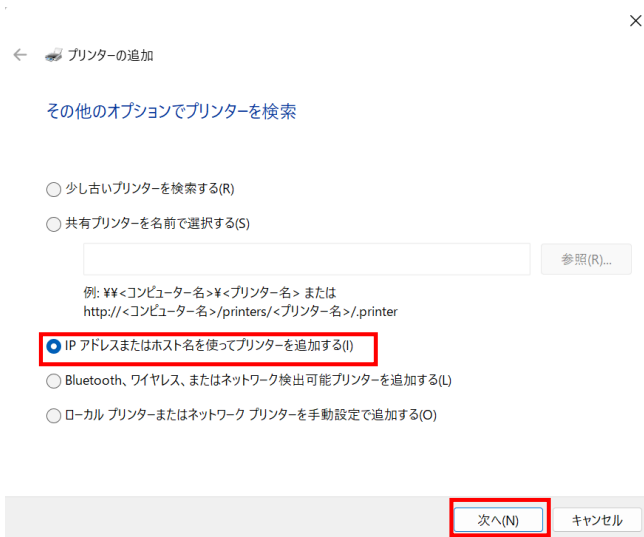 プリンターの追加
その他のオプションでプリンターを検索
少し古いプリンターを検索する(R)
共有プリンターを名前で選択する(S)
参照(R)...
例: ¥¥<コンピューター名>¥<プリンター名> または
http://<コンピューター名>/printers/<プリンター名>/.printer
IP アドレスまたはホスト名を使ってプリンターを追加する(I)
Bluetooth、ワイヤレス、またはネットワーク検出可能プリンターを追加する(L)
ローカル プリンターまたはネットワーク プリンターを手動設定で追加する(O)
次へ(N)
キャンセル